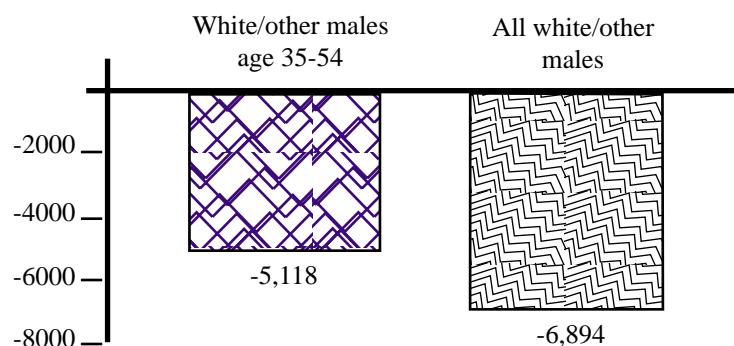 White/other males
age 35-54
All white/other
males
-2000
-4000
-6000
-8000
-5,118
-6,894